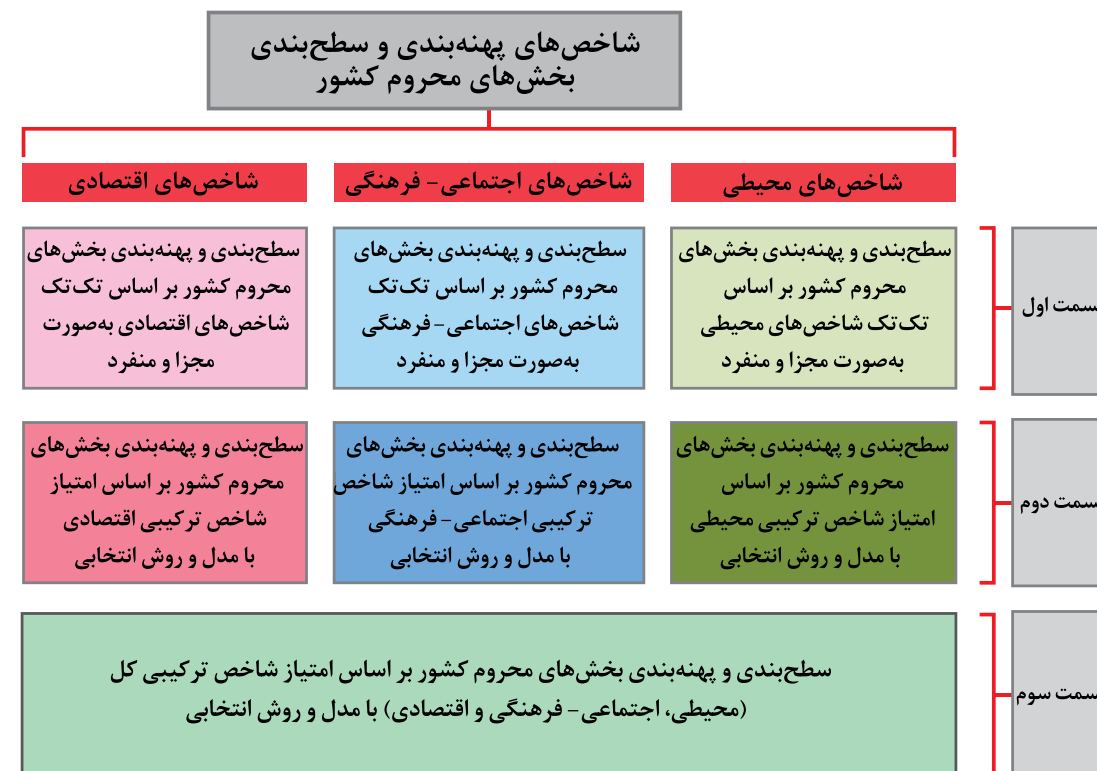 شاخص‌های پهنه‌بندی و سطح‌بندی
بخش‌های محروم کشور
شاخص‌های محیطی
شاخص‌های اجتماعی- فرهنگی
شاخص‌های اقتصادی
سمت اول
سطح‌بندی و پهنه‌بندی بخش‌های
محروم کشور بر اساس
تک‌تک شاخص‌های محیطی
به‌صورت مجزا و منفرد
سطح‌بندی و پهنه‌بندی بخش‌های
محروم کشور بر اساس تک‌تک
شاخص‌های اجتماعی- فرهنگی
به‌صورت مجزا و منفرد
سطح‌بندی و پهنه‌بندی بخش‌های
محروم کشور بر اساس تک‌تک
شاخص‌های اقتصادی به‌صورت
مجزا و منفرد
سمت دوم
سطح‌بندی و پهنه‌بندی بخش‌های
محروم کشور بر اساس
امتیاز شاخص ترکیبی محیطی
با مدل و روش انتخابی
سطح‌بندی و پهنه‌بندی بخش‌های
محروم کشور بر اساس امتیاز شاخص
ترکیبی اجتماعی- فرهنگی
با مدل و روش انتخابی
سطح‌بندی و پهنه‌بندی بخش‌های
محروم کشور بر اساس امتیاز
شاخص ترکیبی اقتصادی
با مدل و روش انتخابی
سمت سوم
سطح‌بندی و پهنه‌بندی بخش‌های محروم کشور بر اساس امتیاز شاخص ترکیبی کل
(محیطی، اجتماعی- فرهنگی و اقتصادی) با مدل و روش انتخابی